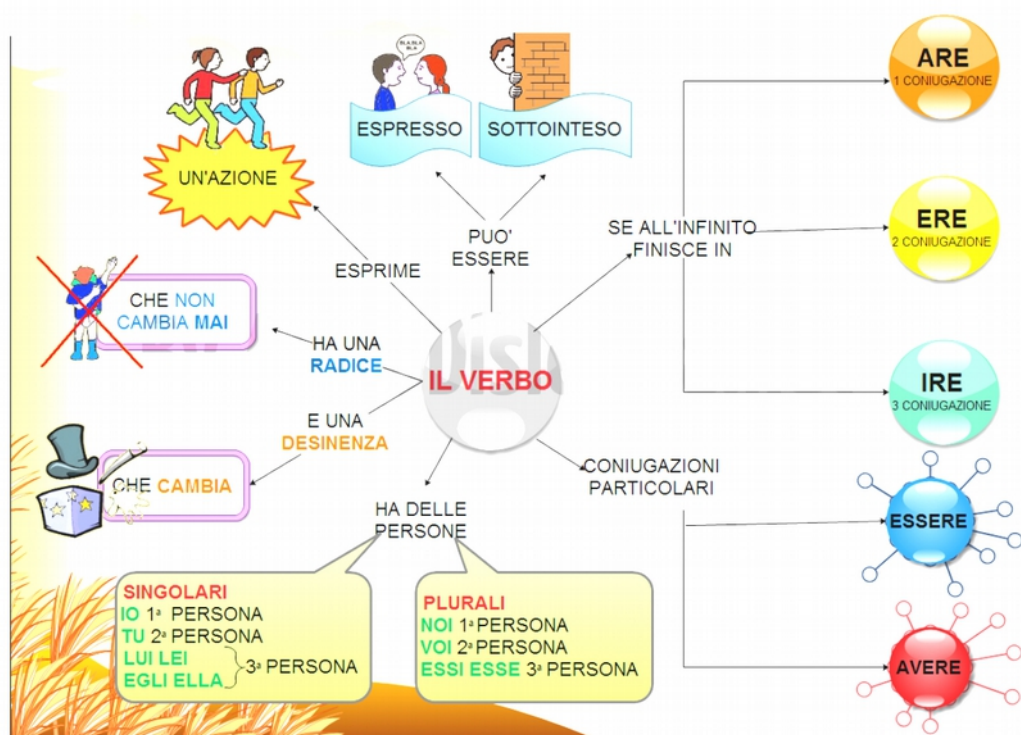 BLA BLA
BLA
UN'AZIONE
ESPRESSO
SOTTOINTESO
PUO'
ESSERE
ESPRIME
SE ALL'INFINITO
FINISCE IN
ARE
1 CONIUGAZIONE
ERE
2 CONIUGAZIONE
IRE
3 CONIUGAZIONE
CHE NON
CAMBIA MAI
HA UNA
RADICE
IL VERBO
E UNA
DESINENZA
CHE CAMBIA
CONIUGAZIONI
PARTICOLARI
ESSERE
AVERE
HA DELLE
PERSONE
SINGOLARI
IO 1ª PERSONA
TU 2ª PERSONA
LUI LEI
EGLI ELLA
3ª PERSONA
PLURALI
NOI 1ª PERSONA
VOI 2ª PERSONA
ESSI ESSE 3ª PERSONA